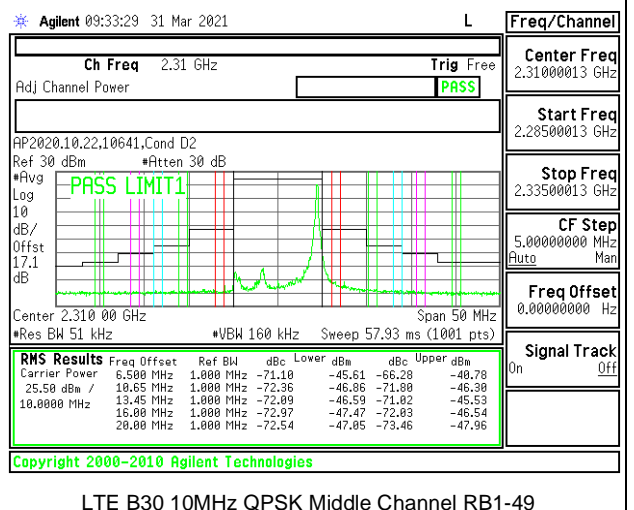 Agilent 09:33:29 31 Mar 2021 L
Freq/Channel
Ch Freq 2.31 GHz Trig Free
Adj Channel Power PASS
AP2020.10.22,10641,Cond D2
Ref 30 dBm #Atten 30 dB
#Avg
Log
10
dB/
Offst
17.1
dB
PASS LIMIT1
Center 2.310 00 GHz Span 50 MHz
#Res BW 51 kHz #VBW 160 kHz Sweep 57.93 ms (1001 pts)
RMS Results Freq Offset Ref BW dBc Lower dBm dBc Upper dBm
Carrier Power 6.500 MHz 1.000 MHz -71.10 -45.61 -66.28 -40.78
25.50 dBm / 10.65 MHz 1.000 MHz -72.36 -46.86 -71.80 -46.30
10.0000 MHz 13.45 MHz 1.000 MHz -72.09 -46.59 -71.02 -45.53
16.00 MHz 1.000 MHz -72.97 -47.47 -72.03 -46.54
20.00 MHz 1.000 MHz -72.54 -47.05 -73.46 -47.96
Copyright 2000-2010 Agilent Technologies
Center Freq
2.31000013 GHz
Start Freq
2.28500013 GHz
Stop Freq
2.33500013 GHz
CF Step
5.00000000 MHz
Auto Man
Freq Offset
0.00000000 Hz
Signal Track
On Off
LTE B30 10MHz QPSK Middle Channel RB1-49